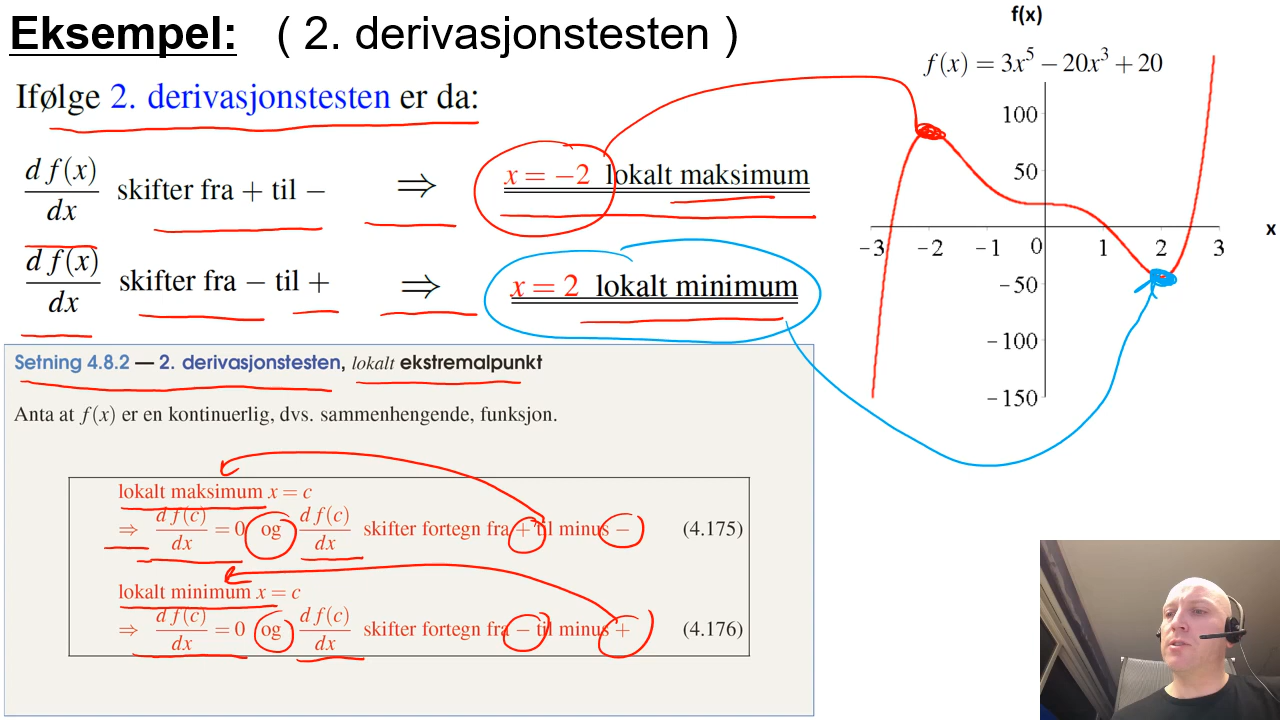 Eksempel: ( 2. derivasjonstesten )
Ifølge 2. derivasjonstesten er da:
d f(x)
dx
skifter fra + til −
⇒
x = −2 lokalt maksimum
d f(x)
dx
skifter fra − til +
⇒
x = 2 lokalt minimum
Setning 4.8.2 — 2. derivasjonstesten, lokalt ekstremalpunkt
Anta at f(x) er en kontinuerlig, dvs. sammenhengende, funksjon.
lokalt maksimum x = c
⇒ d f(c)/dx = 0 og d f(c)/dx skifter fortegn fra + til minus − (4.175)
lokalt minimum x = c
⇒ d f(c)/dx = 0 og d f(c)/dx skifter fortegn fra − til minus + (4.176)
f(x)
f(x) = 3x⁵ − 20x³ + 20
100
50
−3 −2 −1 0 1 2 3
x
−50
−100
−150